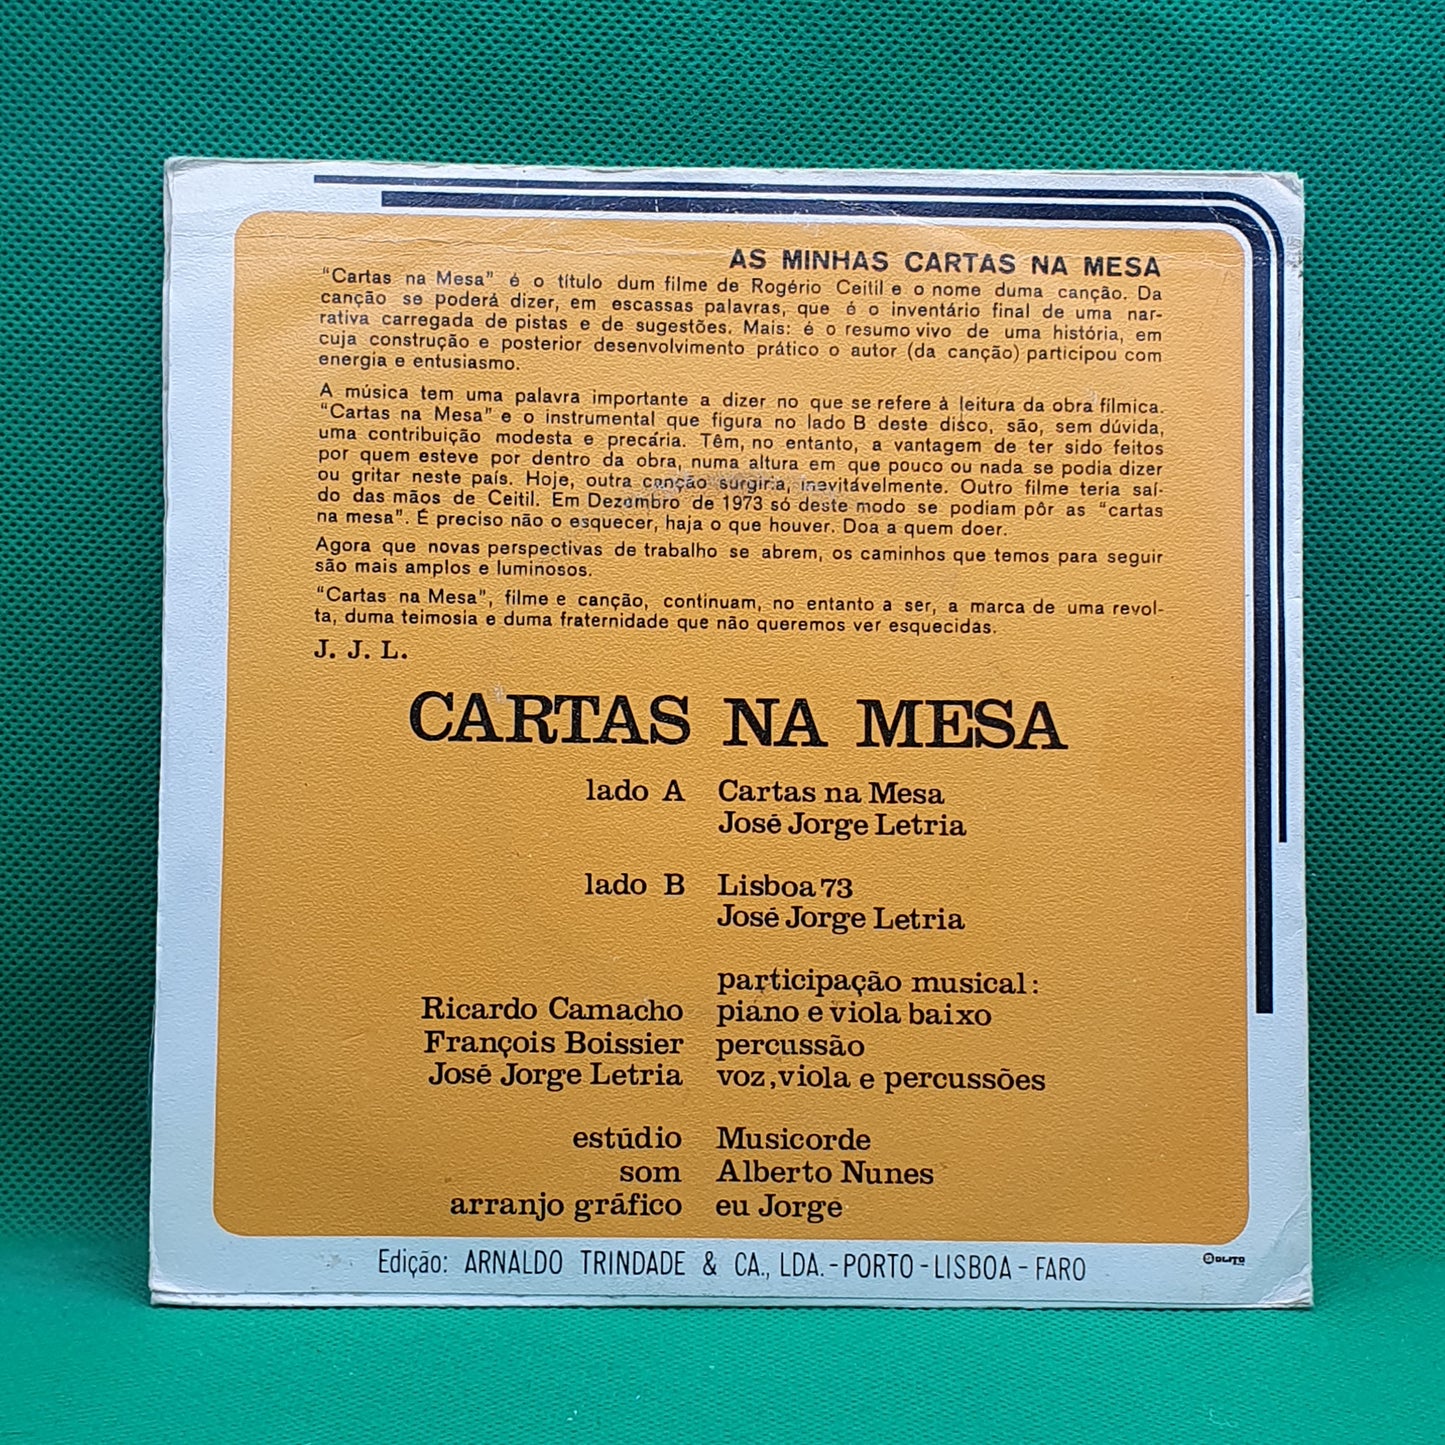 AS MINHAS CARTAS NA MESA
"Cartas na Mesa" é o título dum filme de Rogério Ceitil e o nome duma canção. Da
canção se poderá dizer, em escassas palavras, que é o inventário final de uma nar-
rativa carregada de pistas e de sugestões. Mais: é o resumo vivo de uma história, em
cuja construção e posterior desenvolvimento prático o autor (da canção) participou com
energia e entusiasmo.
A música tem uma palavra importante a dizer no que se refere à leitura da obra fílmica.
"Cartas na Mesa" e o instrumental que figura no lado B deste disco, são, sem dúvida,
uma contribuição modesta e precária. Têm, no entanto, a vantagem de ter sido feitos
por quem esteve por dentro da obra, numa altura em que pouco ou nada se podia dizer
ou gritar neste país. Hoje, outra canção surgiria, inevitávelmente. Outro filme teria saí-
do das mãos de Ceitil. Em Dezembro de 1973 só deste modo se podiam pôr as "cartas
na mesa". É preciso não o esquecer, haja o que houver. Doa a quem doer.
Agora que novas perspectivas de trabalho se abrem, os caminhos que temos para seguir
são mais amplos e luminosos.
"Cartas na Mesa", filme e canção, continuam, no entanto a ser, a marca de uma revol-
ta, duma teimosia e duma fraternidade que não queremos ver esquecidas.
J. J. L.
CARTAS NA MESA
lado A Cartas na Mesa
José Jorge Letria
lado B Lisboa 73
José Jorge Letria
participação musical:
Ricardo Camacho piano e viola baixo
François Boissier percussão
José Jorge Letria voz, viola e percussões
estúdio Musicorde
som Alberto Nunes
arranjo gráfico eu Jorge
Edição: ARNALDO TRINDADE & CA., LDA. - PORTO - LISBOA - FARO